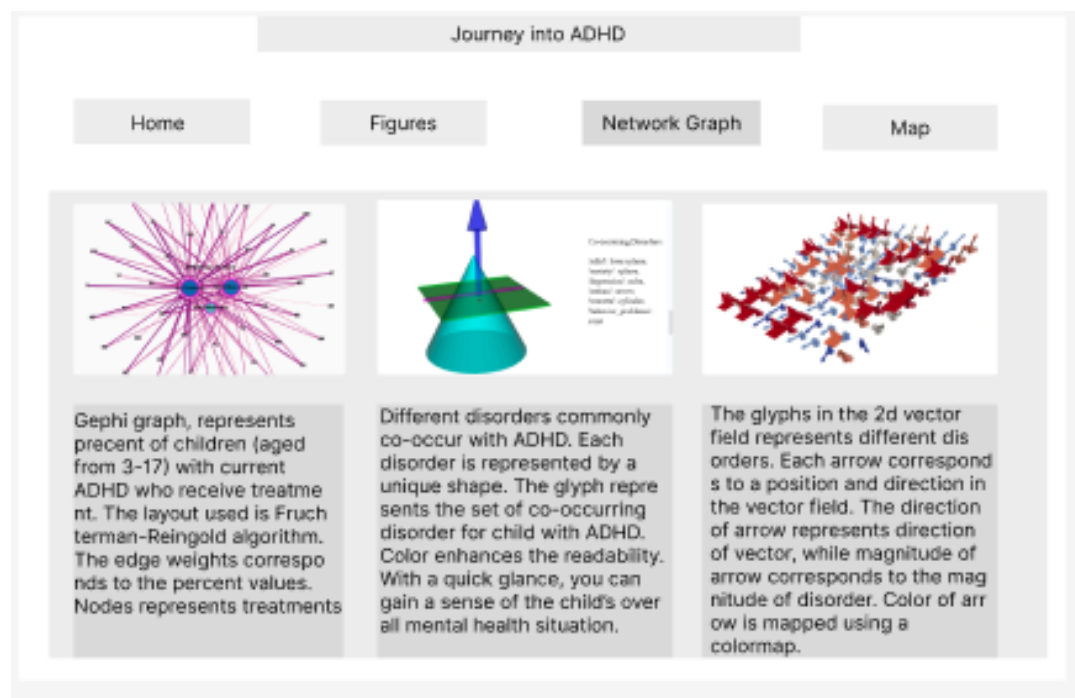 Journey into ADHD
Home
Figures
Network Graph
Map
Co-occurring Disorders
Gephi graph, represents
precent of children (aged
from 3-17) with current
ADHD who receive treatme
nt. The layout used is Fruch
terman-Reingold algorithm.
The edge weights correspo
nds to the percent values.
Nodes represents treatments
Different disorders commonly
co-occur with ADHD. Each
disorder is represented by a
unique shape. The glyph repre
sents the set of co-occurring
disorder for child with ADHD.
Color enhances the readability.
With a quick glance, you can
gain a sense of the child's over
all mental health situation.
The glyphs in the 2d vector
field represents different dis
orders. Each arrow correspond
s to a position and direction in
the vector field. The direction
of arrow represents direction
of vector, while magnitude of
arrow corresponds to the mag
nitude of disorder. Color of arr
ow is mapped using a
colormap.